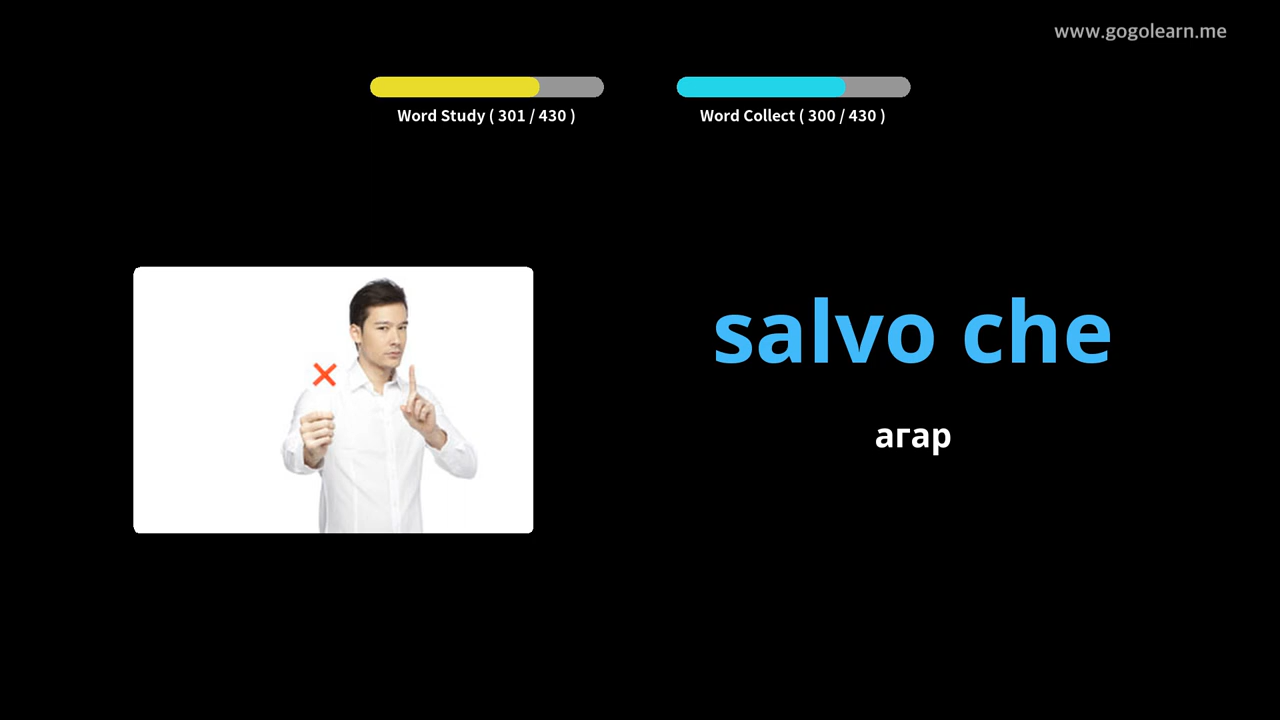 www.gogolearn.me
Word Study ( 301 / 430 )
Word Collect ( 300 / 430 )
salvo che
агар